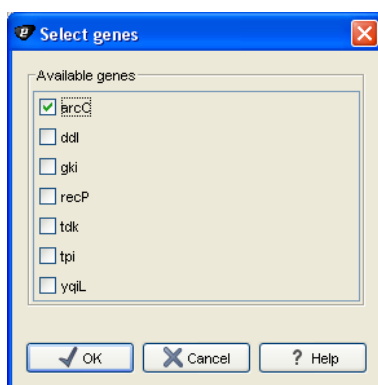 Select genes
Available genes
arcC
ddl
gki
recP
tdk
tpi
yqiL
OK Cancel ? Help